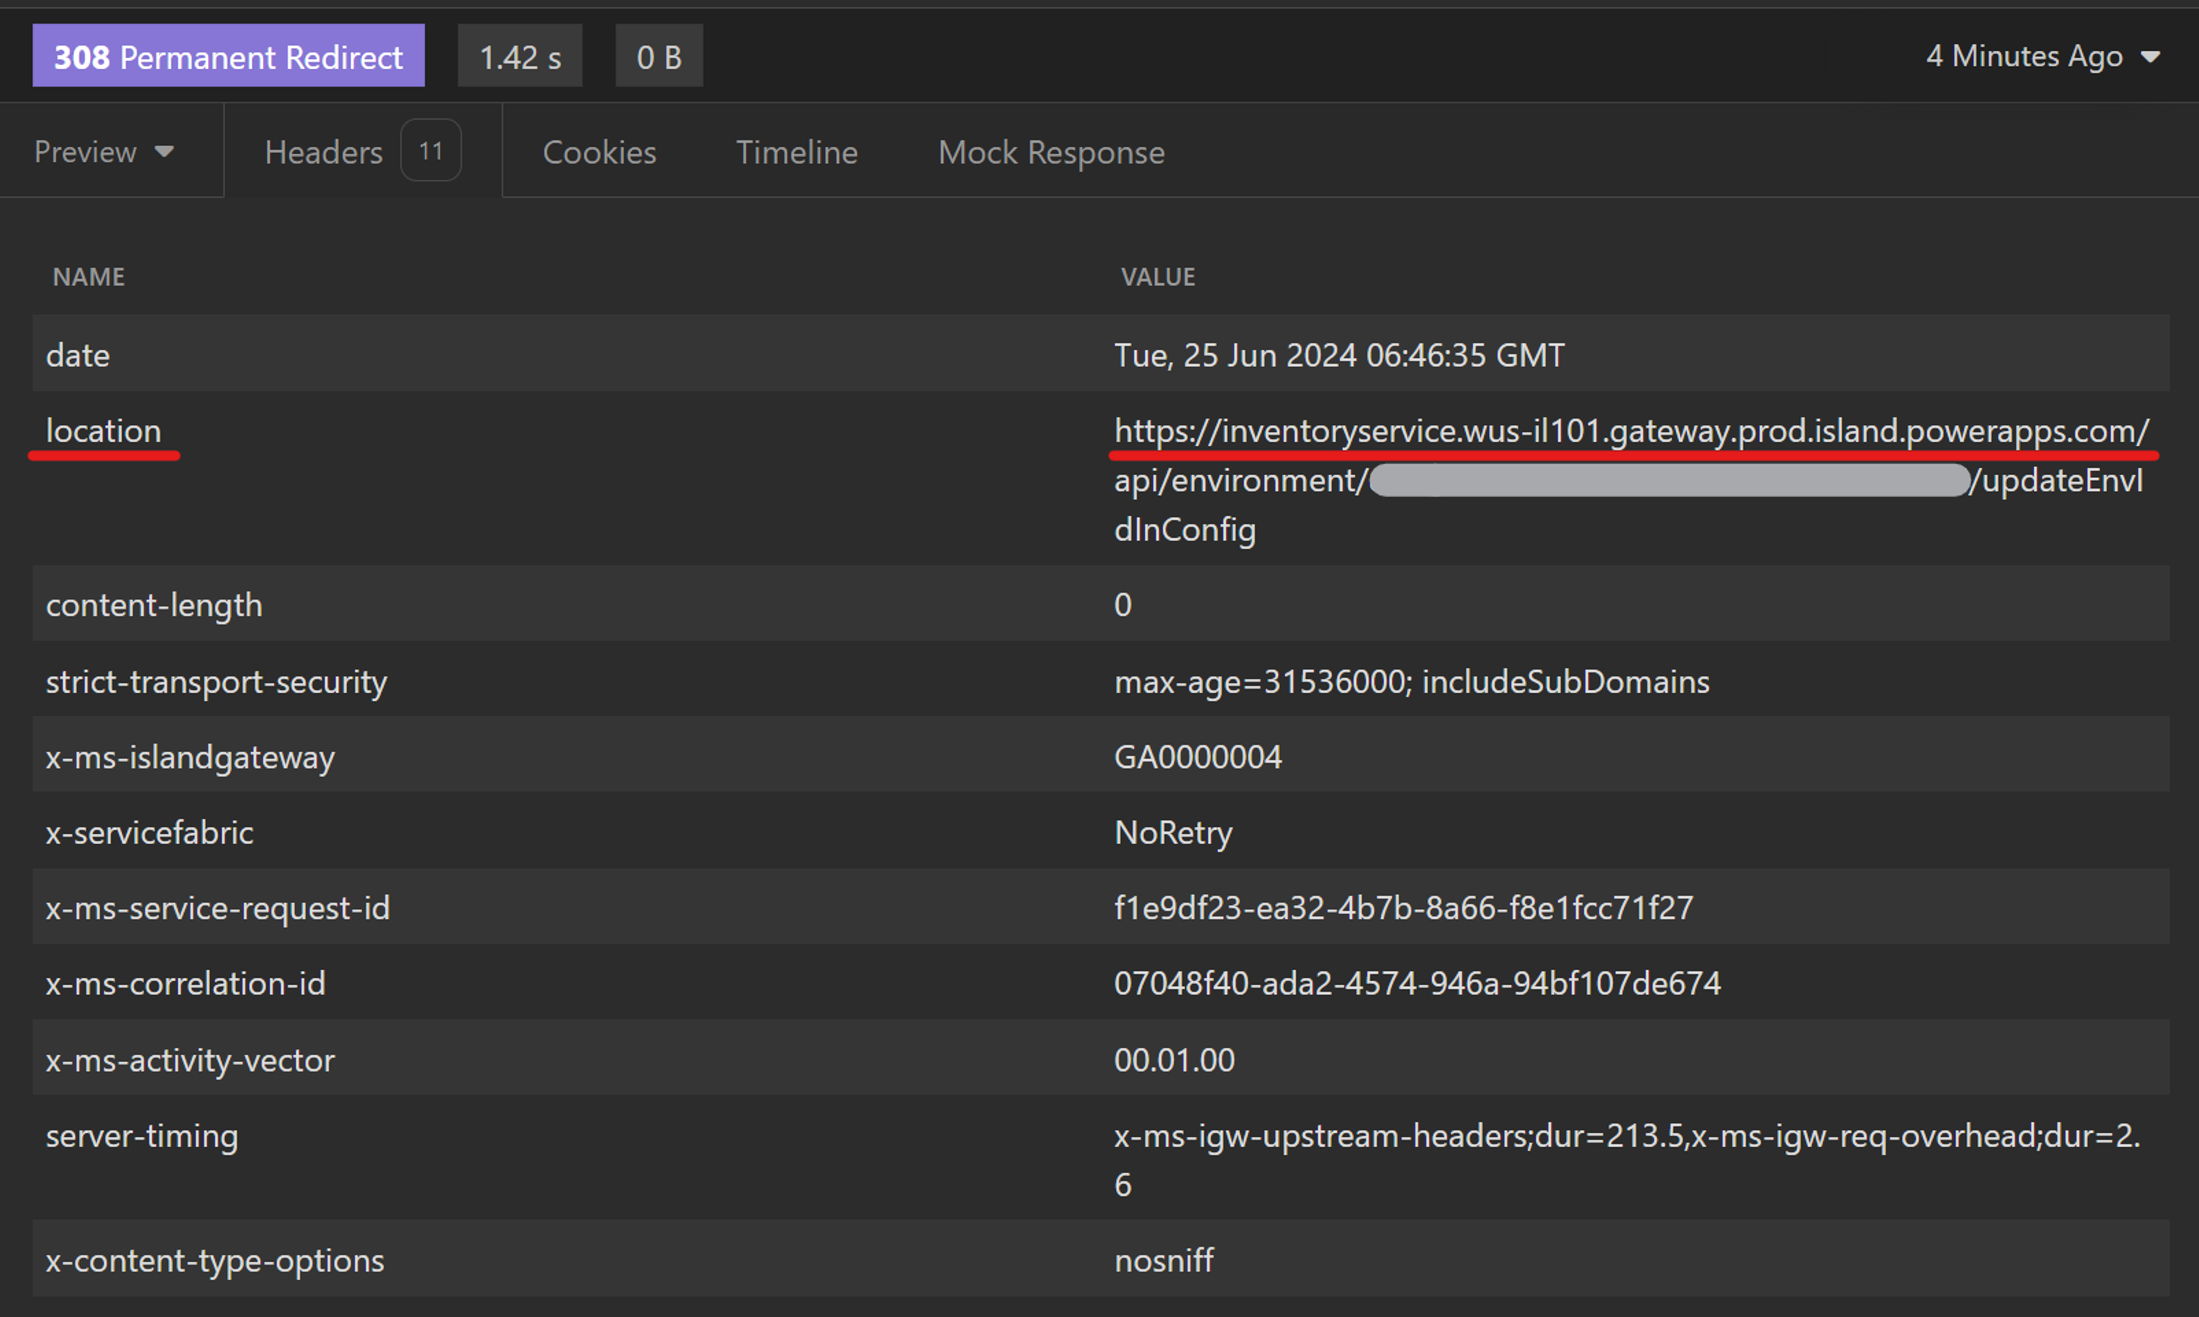 308 Permanent Redirect 1.42 s 0 B 4 Minutes Ago
Preview Headers 11 Cookies Timeline Mock Response
NAME VALUE
date Tue, 25 Jun 2024 06:46:35 GMT
location https://inventoryservice.wus-il101.gateway.prod.island.powerapps.com/
api/environment/ /updateEnvI
dInConfig
content-length 0
strict-transport-security max-age=31536000; includeSubDomains
x-ms-islandgateway GA0000004
x-servicefabric NoRetry
x-ms-service-request-id f1e9df23-ea32-4b7b-8a66-f8e1fcc71f27
x-ms-correlation-id 07048f40-ada2-4574-946a-94bf107de674
x-ms-activity-vector 00.01.00
server-timing x-ms-igw-upstream-headers;dur=213.5,x-ms-igw-req-overhead;dur=2.
6
x-content-type-options nosniff